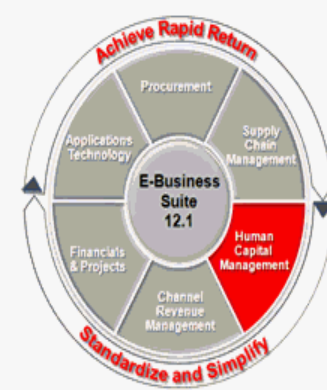 Achieve Rapid Return
Procurement
Applications
Technology
Supply
Chain
Management
E-Business
Suite
12.1
Financials
& Projects
Human
Capital
Management
Channel
Revenue
Management
Standardize and Simplify